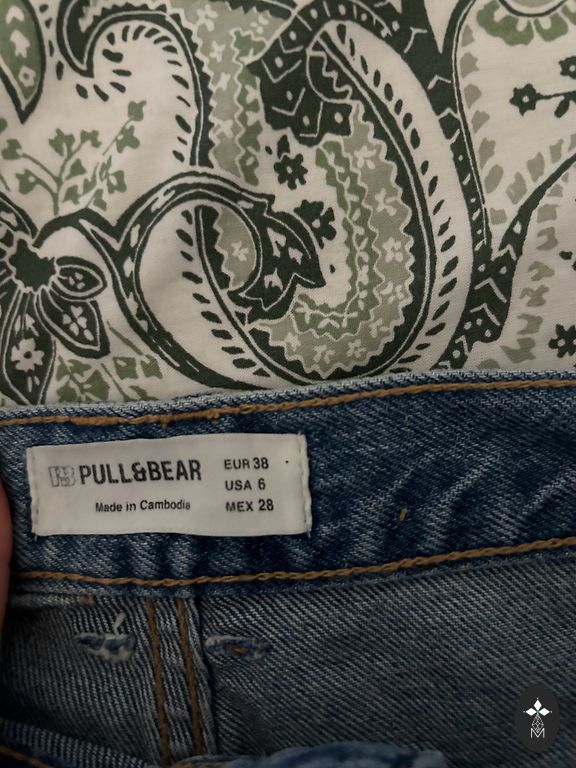 PULL&BEAR
Made in Cambodia
EUR 38
USA 6
MEX 28